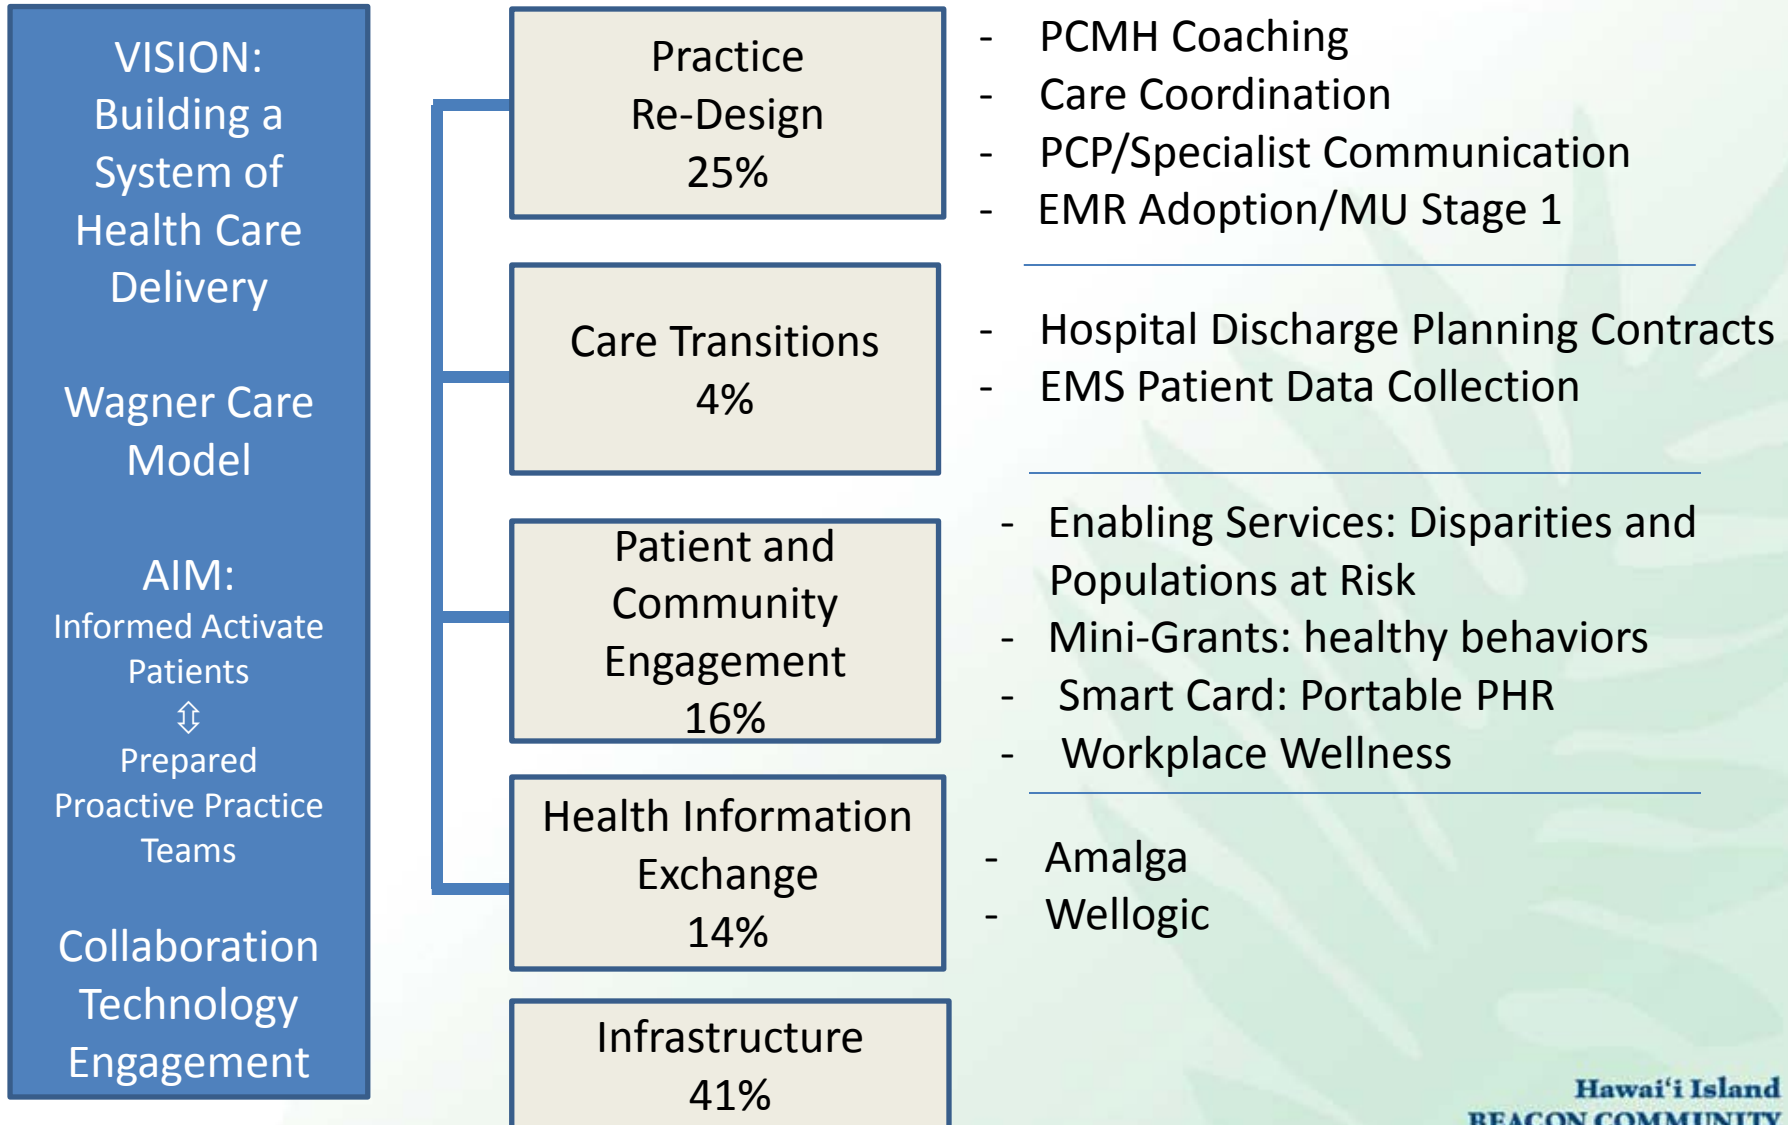 VISION:
Building a
System of
Health Care
Delivery
Wagner Care
Model
AIM:
Informed Activate
Patients
⇕
Prepared
Proactive Practice
Teams
Collaboration
Technology
Engagement
Practice
Re-Design
25%
- PCMH Coaching
- Care Coordination
- PCP/Specialist Communication
- EMR Adoption/MU Stage 1
Care Transitions
4%
- Hospital Discharge Planning Contracts
- EMS Patient Data Collection
Patient and
Community
Engagement
16%
- Enabling Services: Disparities and
Populations at Risk
- Mini-Grants: healthy behaviors
- Smart Card: Portable PHR
- Workplace Wellness
Health Information
Exchange
14%
- Amalga
- Wellogic
Infrastructure
41%
Hawaiʻi Island
BEACON COMMUNITY